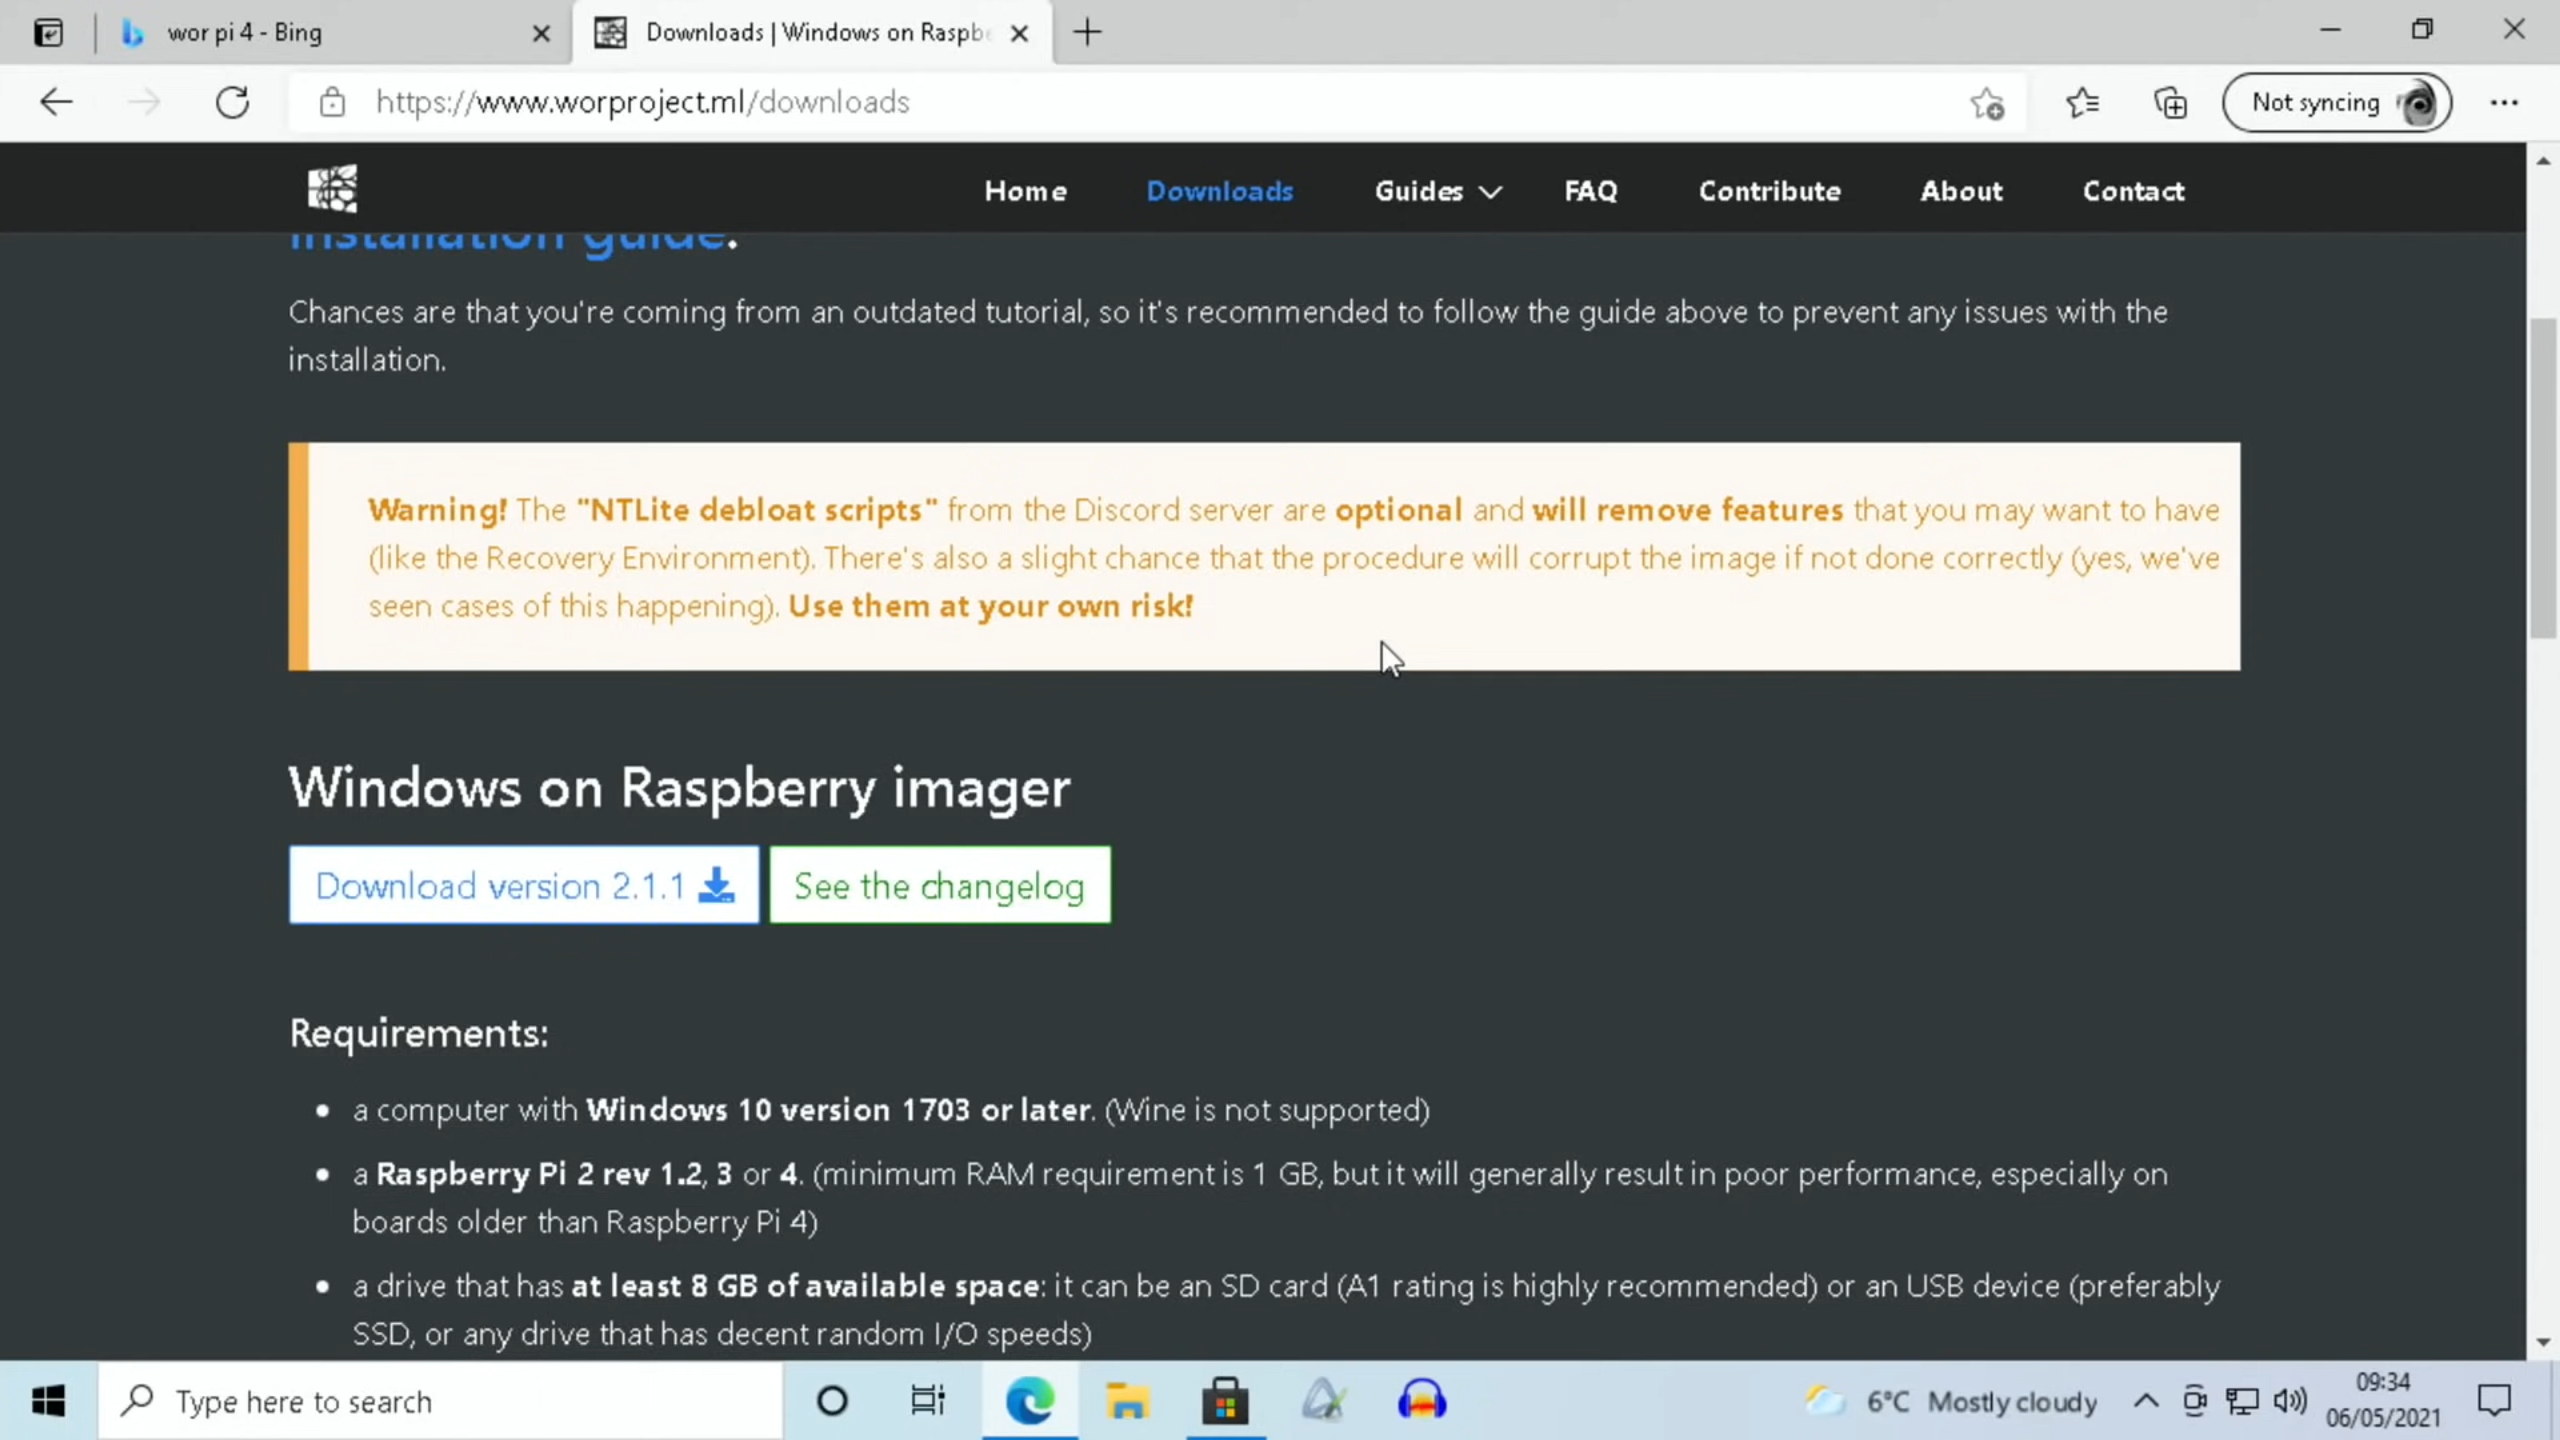 wor pi 4 - Bing
Downloads | Windows on Raspbe
https://www.worproject.ml/downloads
Not syncing
Home Downloads Guides FAQ Contribute About Contact
installation guide.
Chances are that you're coming from an outdated tutorial, so it's recommended to follow the guide above to prevent any issues with the
installation.
Warning! The "NTLite debloat scripts" from the Discord server are optional and will remove features that you may want to have
(like the Recovery Environment). There's also a slight chance that the procedure will corrupt the image if not done correctly (yes, we've
seen cases of this happening). Use them at your own risk!
Windows on Raspberry imager
Download version 2.1.1 See the changelog
Requirements:
a computer with Windows 10 version 1703 or later. (Wine is not supported)
a Raspberry Pi 2 rev 1.2, 3 or 4. (minimum RAM requirement is 1 GB, but it will generally result in poor performance, especially on
boards older than Raspberry Pi 4)
a drive that has at least 8 GB of available space: it can be an SD card (A1 rating is highly recommended) or an USB device (preferably
SSD, or any drive that has decent random I/O speeds)
Type here to search
6°C Mostly cloudy
09:34
06/05/2021